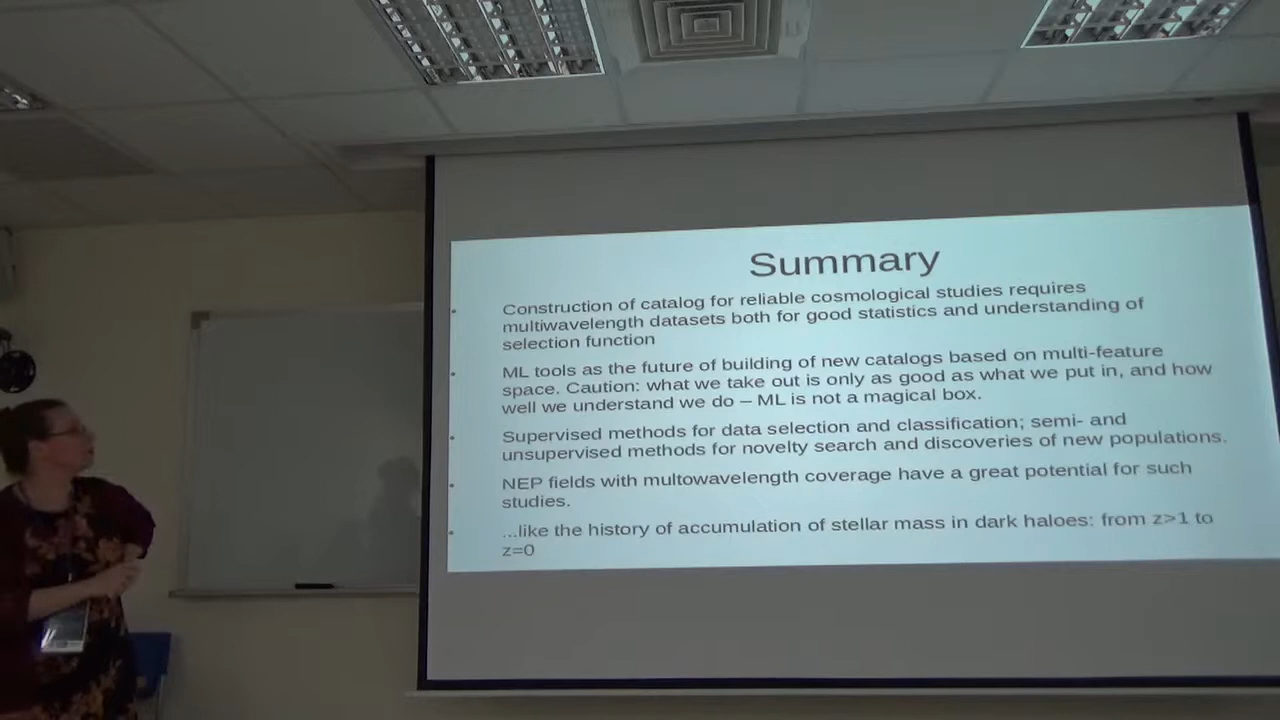 Summary
Construction of catalog for reliable cosmological studies requires
multiwavelength datasets both for good statistics and understanding of
selection function
ML tools as the future of building of new catalogs based on multi-feature
space. Caution: what we take out is only as good as what we put in, and how
well we understand we do – ML is not a magical box.
Supervised methods for data selection and classification; semi- and
unsupervised methods for novelty search and discoveries of new populations.
NEP fields with multowavelength coverage have a great potential for such
studies.
...like the history of accumulation of stellar mass in dark haloes: from z>1 to
z=0